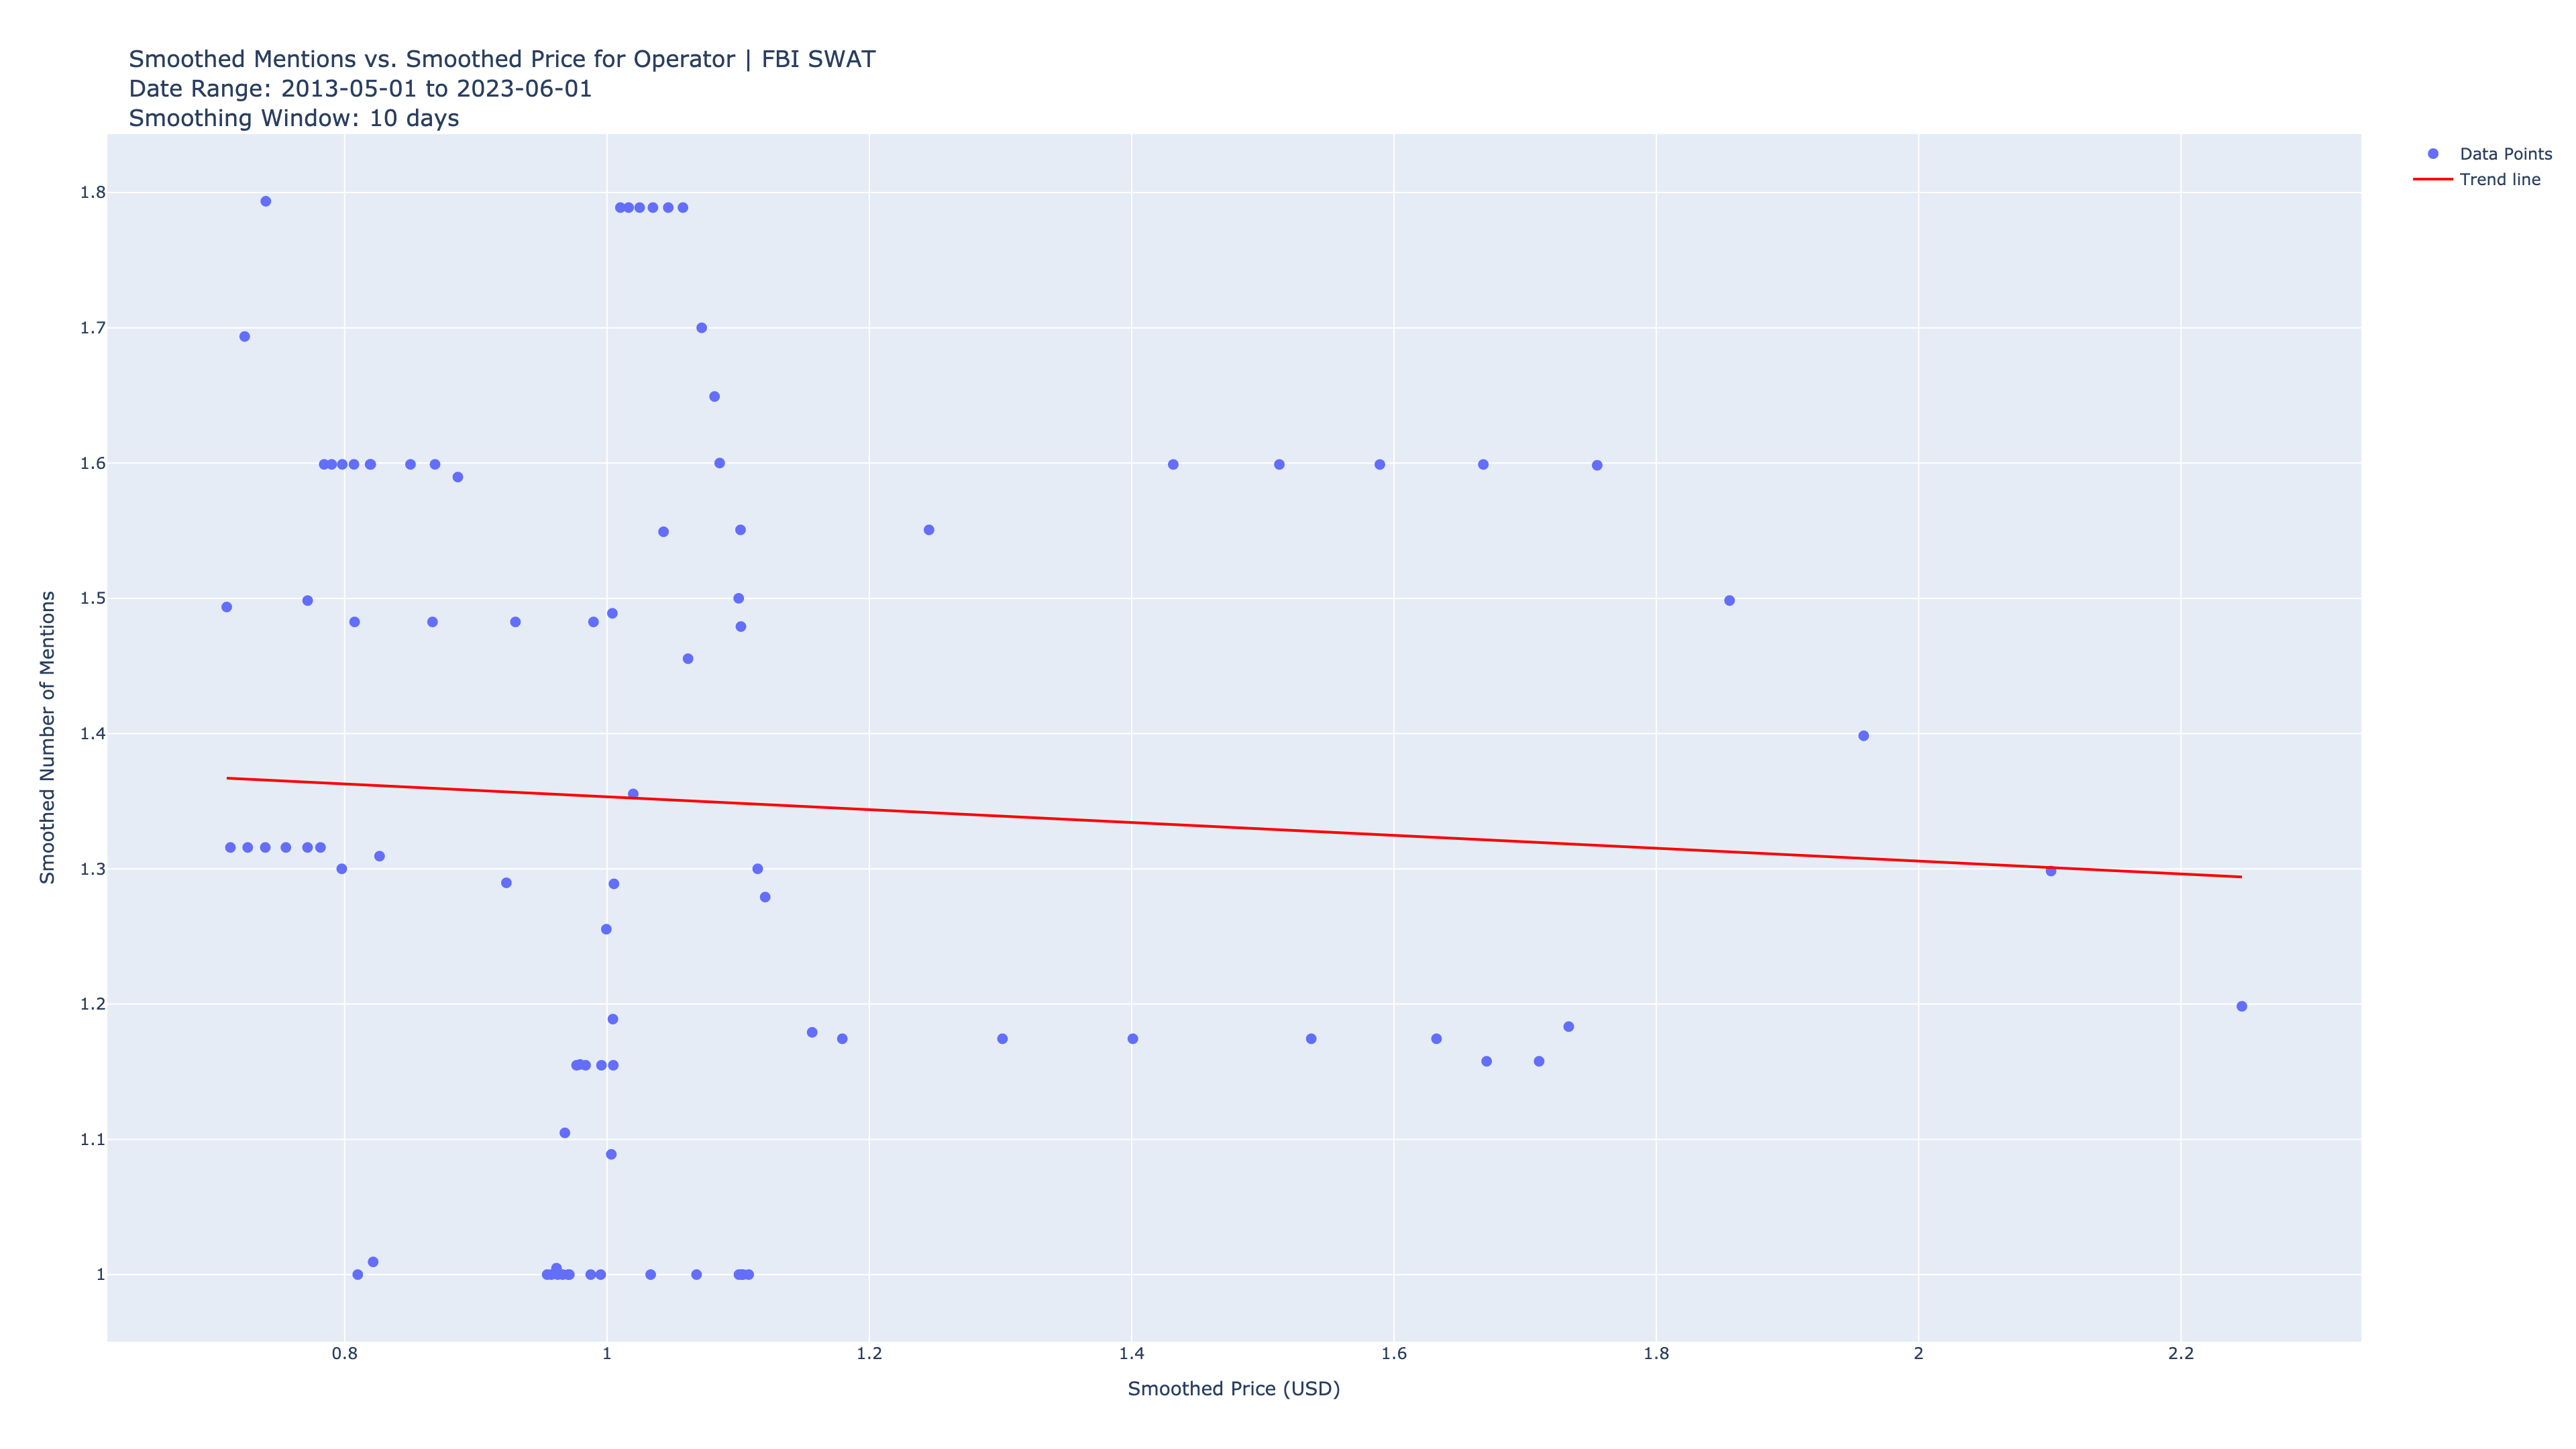 Smoothed Mentions vs. Smoothed Price for Operator | FBI SWAT
Date Range: 2013-05-01 to 2023-06-01
Smoothing Window: 10 days
Data Points
Trend line
1.8
1.7
1.6
1.5
1.4
1.3
1.2
1.1
1
Smoothed Number of Mentions
0.8
1
1.2
1.4
1.6
1.8
2
2.2
Smoothed Price (USD)